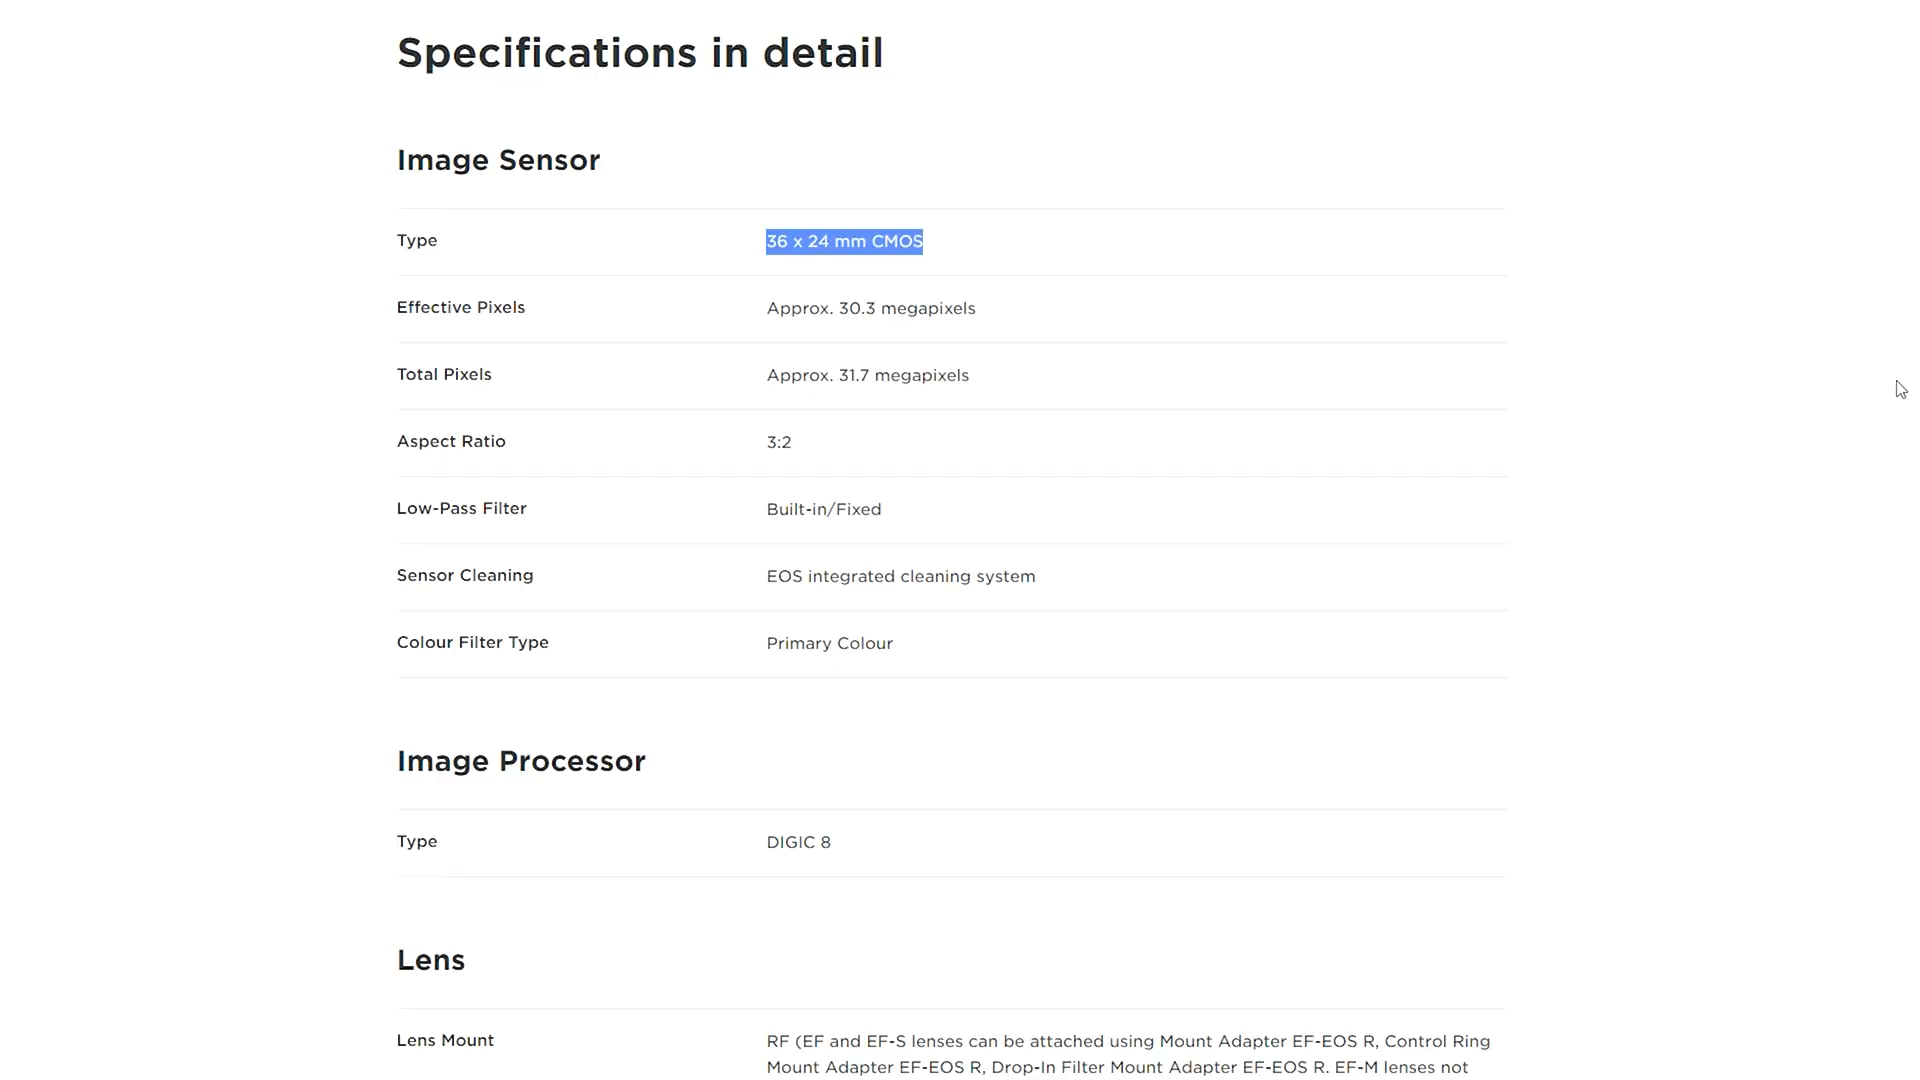 Specifications in detail
Image Sensor
Type 36 x 24 mm CMOS
Effective Pixels Approx. 30.3 megapixels
Total Pixels Approx. 31.7 megapixels
Aspect Ratio 3:2
Low-Pass Filter Built-in/Fixed
Sensor Cleaning EOS integrated cleaning system
Colour Filter Type Primary Colour
Image Processor
Type DIGIC 8
Lens
Lens Mount RF (EF and EF-S lenses can be attached using Mount Adapter EF-EOS R, Control Ring
Mount Adapter EF-EOS R, Drop-In Filter Mount Adapter EF-EOS R. EF-M lenses not